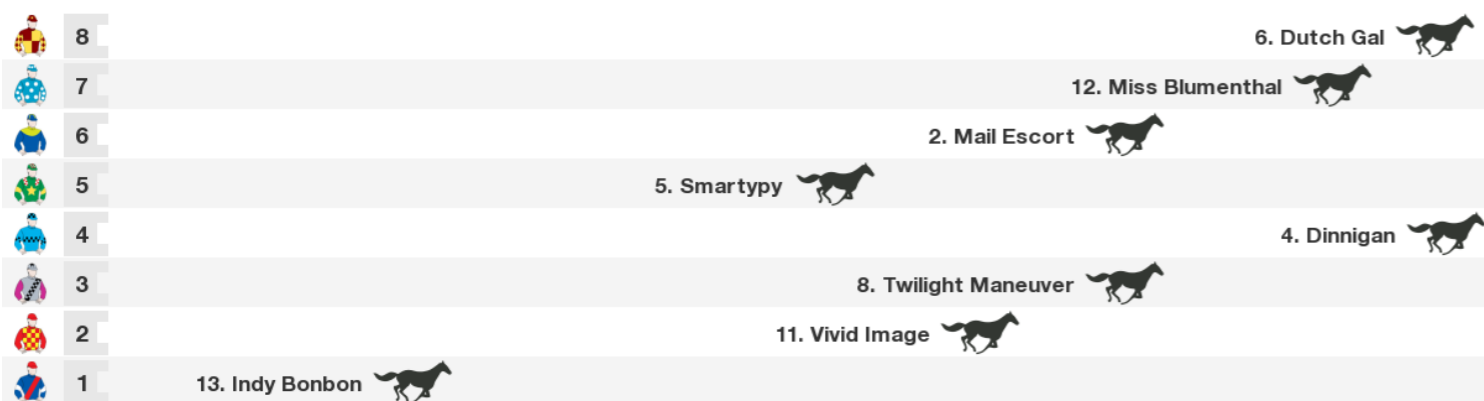 8 6. Dutch Gal
7 12. Miss Blumenthal
6 2. Mail Escort
5 5. Smartypy
4 4. Dinnigan
3 8. Twilight Maneuver
2 11. Vivid Image
1 13. Indy Bonbon